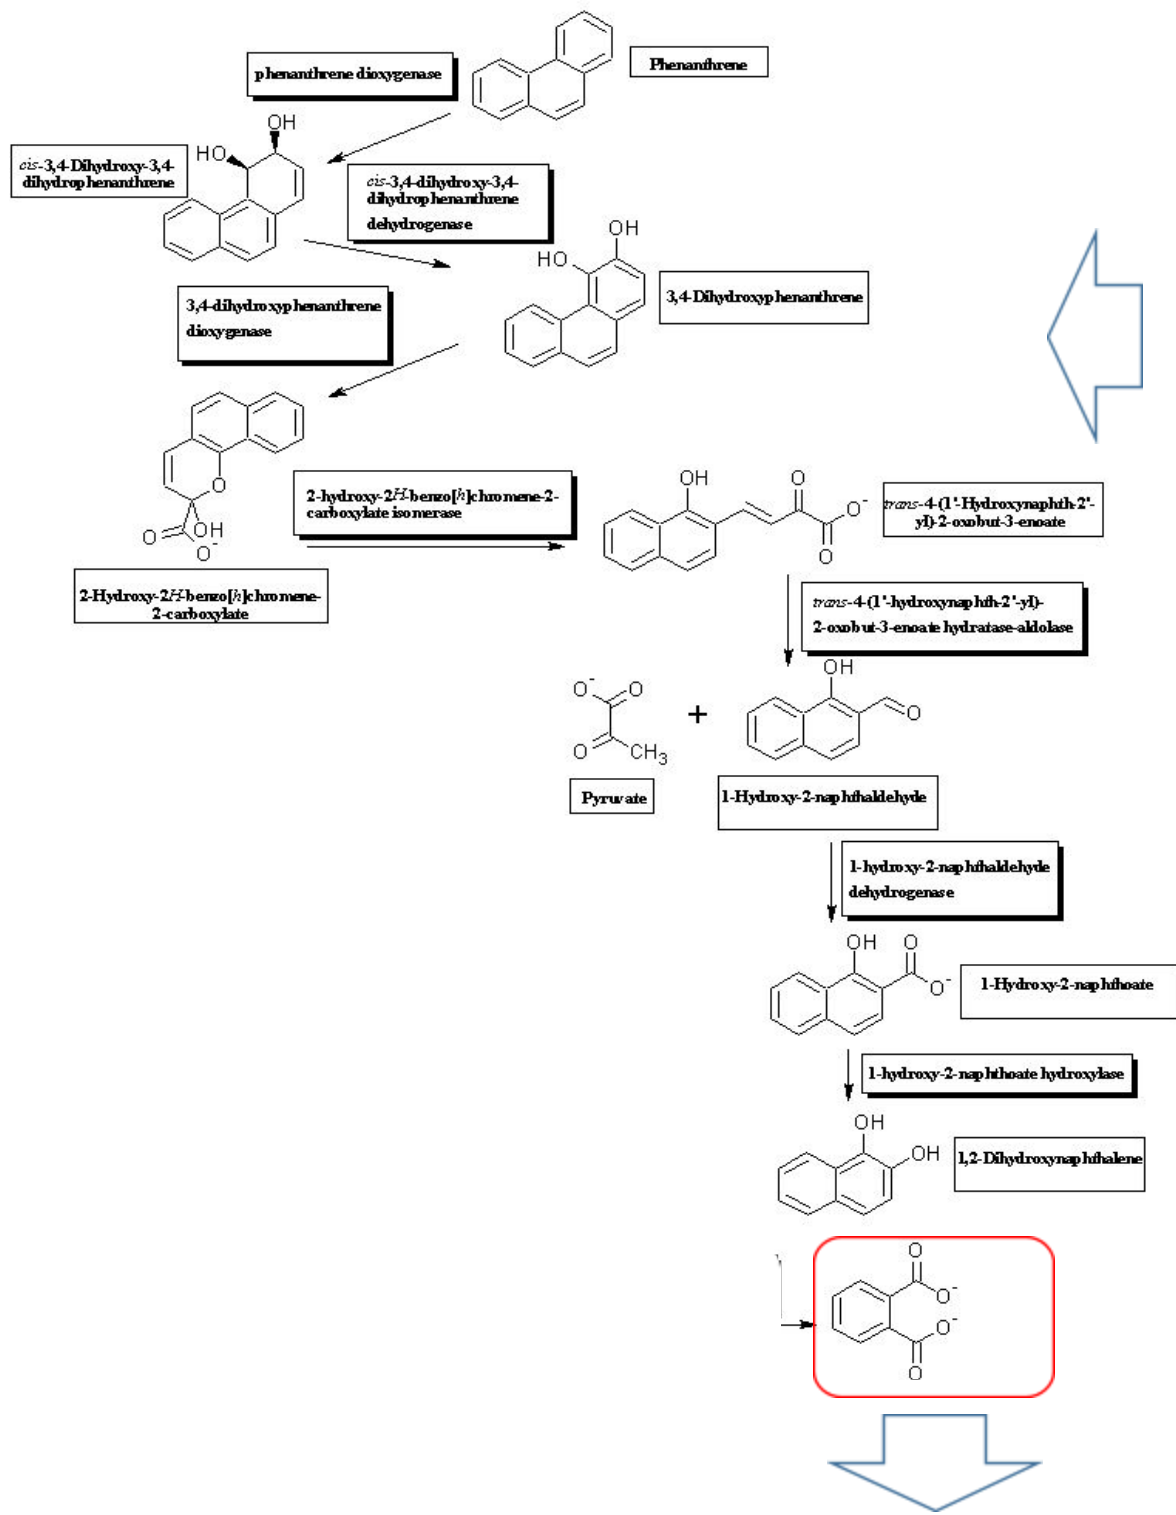 Phenanthrene
phenanthrene dioxygenase
OH
HO
cis-3,4-Dihydroxy-3,4-
dihydrophenanthrene
cis-3,4-dihydroxy-3,4-
dihydrophenanthrene
dehydrogenase
OH
HO
3,4-Dihydroxyphenanthrene
3,4-dihydroxyphenanthrene
dioxygenase
O
OH
O
O-
2-Hydroxy-2H-benzo[h]chromene-
2-carboxylate
2-hydroxy-2H-benzo[h]chromene-2-
carboxylate isomerase
OH
O
O-
O
trans-4-(1'-Hydroxynaphth-2'-
yl)-2-oxobut-3-enoate
trans-4-(1'-hydroxynaphth-2'-yl)-
2-oxobut-3-enoate hydratase-aldolase
O-
O
O
CH3
+
OH
O
Pyruvate
1-Hydroxy-2-naphthaldehyde
1-hydroxy-2-naphthaldehyde
dehydrogenase
OH
O
O-
1-Hydroxy-2-naphthoate
1-hydroxy-2-naphthoate hydroxylase
OH
OH
1,2-Dihydroxynaphthalene
O
O-
O-
O